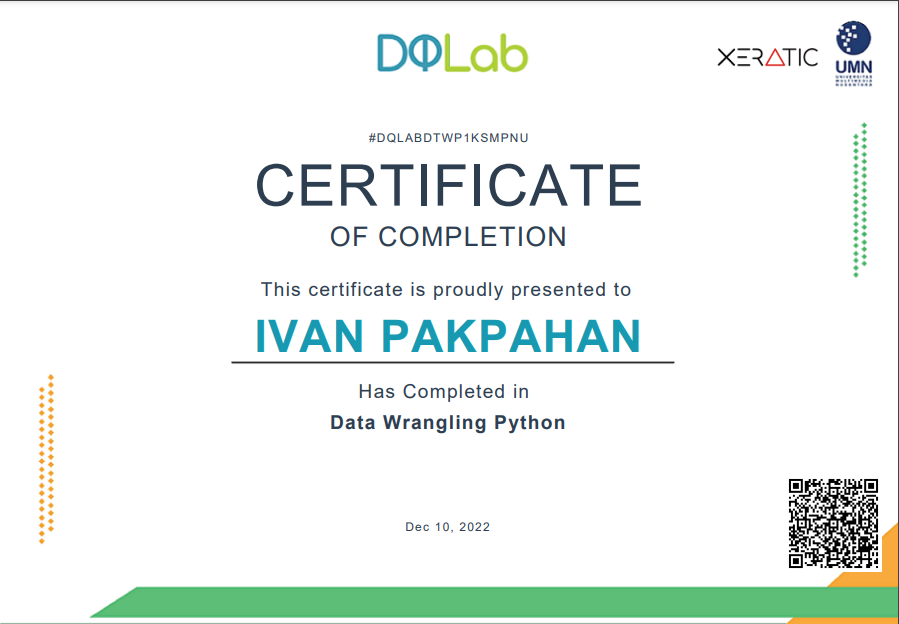 DQLab
XERATIC
UMN
UNIVERSITAS
MULTIMEDIA
NUSANTARA
#DQLABDTWP1KSMPNU
CERTIFICATE
OF COMPLETION
This certificate is proudly presented to
IVAN PAKPAHAN
Has Completed in
Data Wrangling Python
Dec 10, 2022